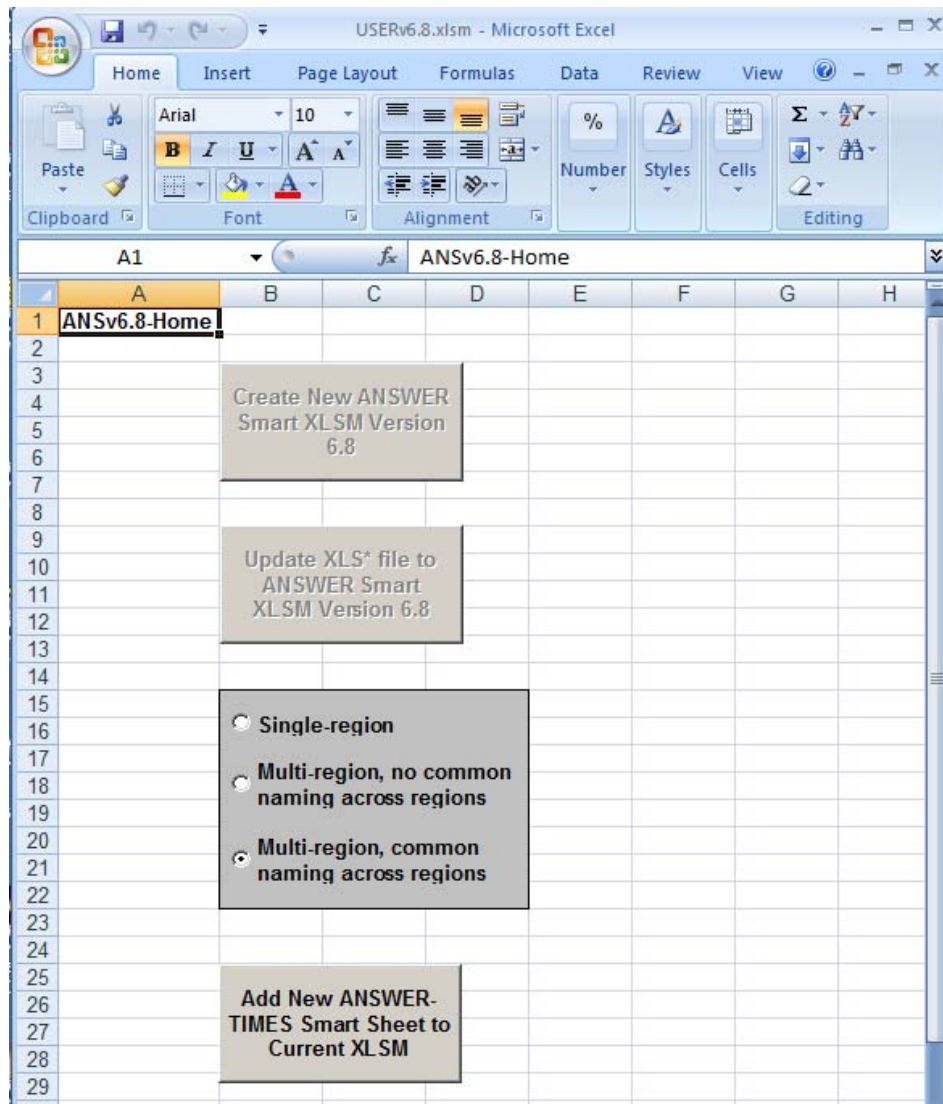 USERv6.8.xlsm - Microsoft Excel
Home Insert Page Layout Formulas Data Review View
Arial 10
B I U A A
A
Paste
% Number
A Styles
Cells
Σ A Z
Clipboard Font Alignment Editing
A1 fx ANSv6.8-Home
A B C D E F G H
1 ANSv6.8-Home
2
3
4 Create New ANSWER
5 Smart XLSM Version
6 6.8
7
8
9
10 Update XLS* file to
11 ANSWER Smart
12 XLSM Version 6.8
13
14
15
16 Single-region
17
18 Multi-region, no common
19 naming across regions
20
21 Multi-region, common
22 naming across regions
23
24
25
26 Add New ANSWER-
27 TIMES Smart Sheet to
28 Current XLSM
29